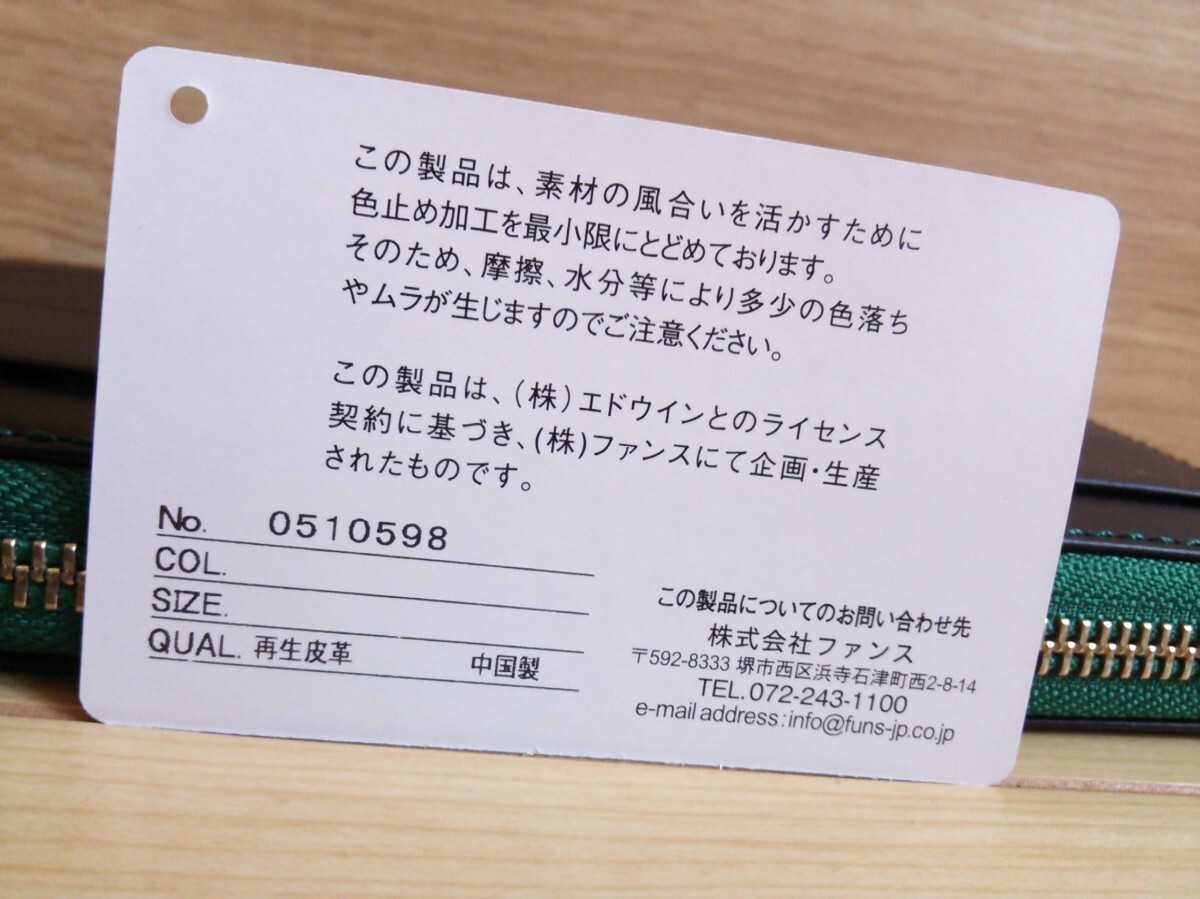 この製品は、素材の風合いを活かすために
色止め加工を最小限にとどめております。
そのため、摩擦、水分等により多少の色落ち
やムラが生じますのでご注意ください。
この製品は、(株)エドウインとのライセンス
契約に基づき、(株)ファンスにて企画・生産
されたものです。
No. 0510598
COL.
SIZE.
QUAL. 再生皮革 中国製
この製品についてのお問い合わせ先
株式会社ファンス
〒592-8333 堺市西区浜寺石津町西2-8-14
TEL. 072-243-1100
e-mail address : info@funs-jp.co.jp